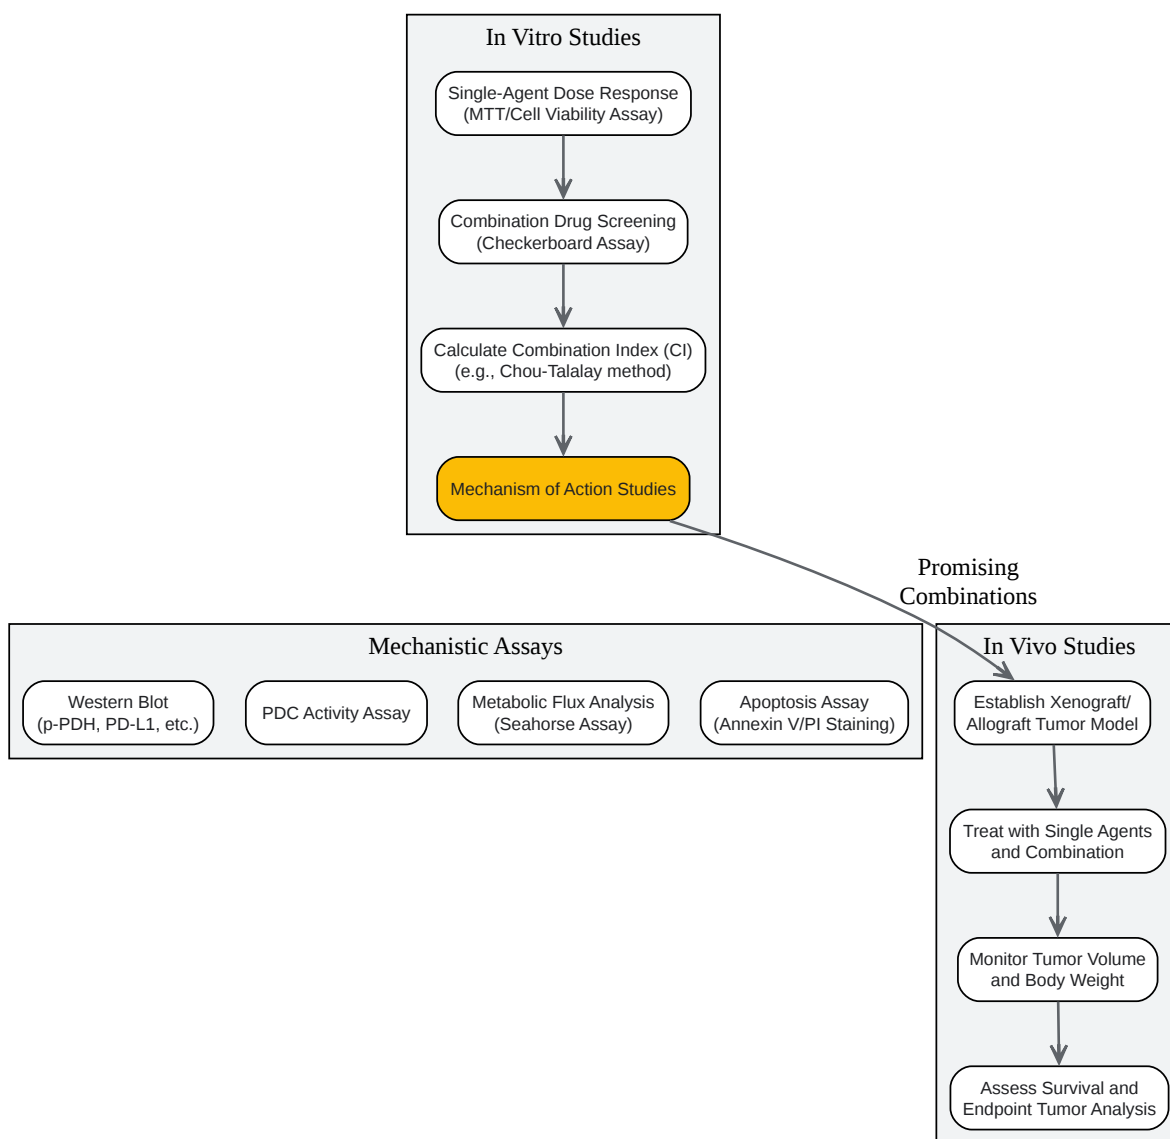 In Vitro Studies
Single-Agent Dose Response
(MTT/Cell Viability Assay)
Combination Drug Screening
(Checkerboard Assay)
Calculate Combination Index (CI)
(e.g., Chou-Talalay method)
Mechanism of Action Studies
Promising
Combinations
Mechanistic Assays
Western Blot
(p-PDH, PD-L1, etc.)
PDC Activity Assay
Metabolic Flux Analysis
(Seahorse Assay)
Apoptosis Assay
(Annexin V/PI Staining)
In Vivo Studies
Establish Xenograft/
Allograft Tumor Model
Treat with Single Agents
and Combination
Monitor Tumor Volume
and Body Weight
Assess Survival and
Endpoint Tumor Analysis